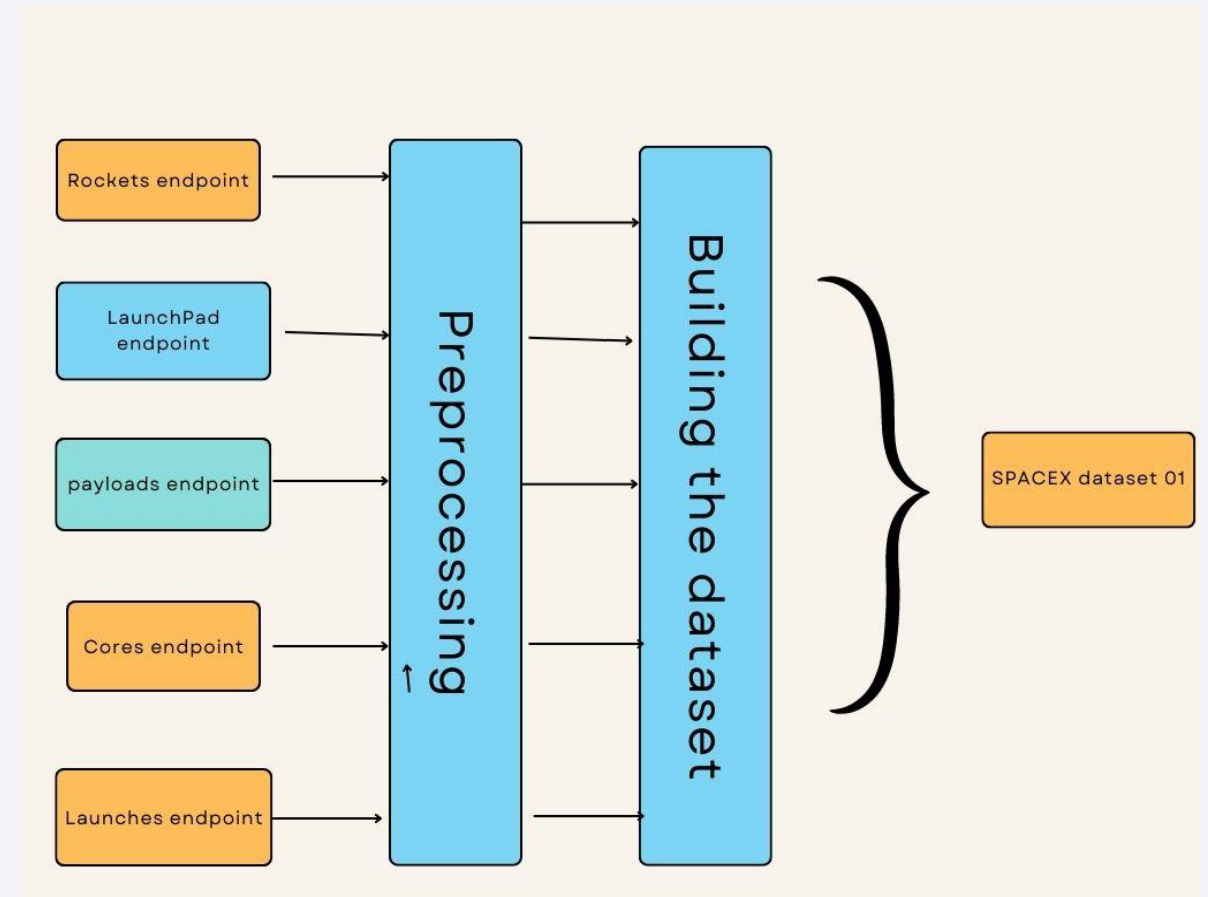 Rockets endpoint
LaunchPad
endpoint
payloads endpoint
Cores endpoint
Launches endpoint
Preprocessing
Building the dataset
SPACEX dataset 01